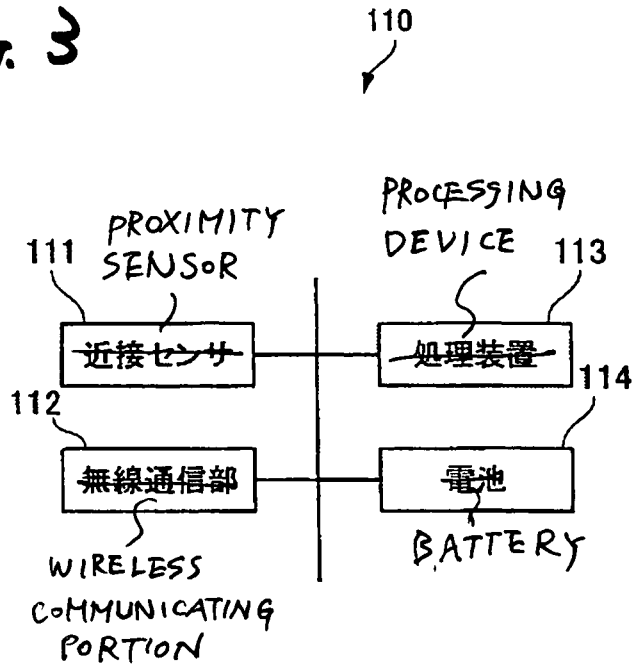 . 3
110
PROXIMITY
SENSOR
111
近接センサ
PROCESSING
DEVICE
113
処理装置
112
無線通信部
WIRELESS
COMMUNICATING
PORTION
114
電池
BATTERY